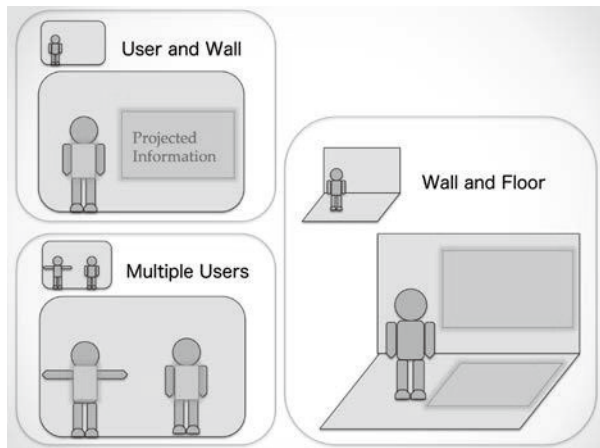 User and Wall
Projected
Information
Multiple Users
Wall and Floor